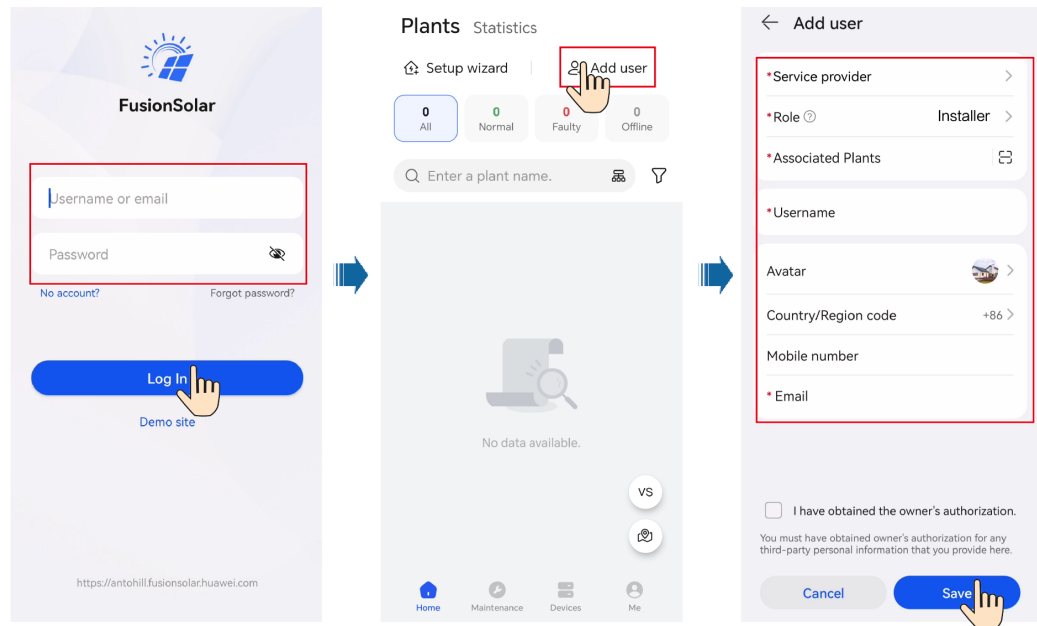 FusionSolar
Username or email
Password
No account? Forgot password?
Log In
Demo site
https://antohill.fusionsolar.huawei.com
Plants Statistics
Setup wizard Add user
0 0 0 0
All Normal Faulty Offline
Enter a plant name.
No data available.
VS
Home Maintenance Devices Me
Add user
*Service provider
*Role ? Installer
*Associated Plants
*Username
Avatar
Country/Region code +86
Mobile number
* Email
I have obtained the owner's authorization.
You must have obtained owner's authorization for any
third-party personal information that you provide here.
Cancel Save